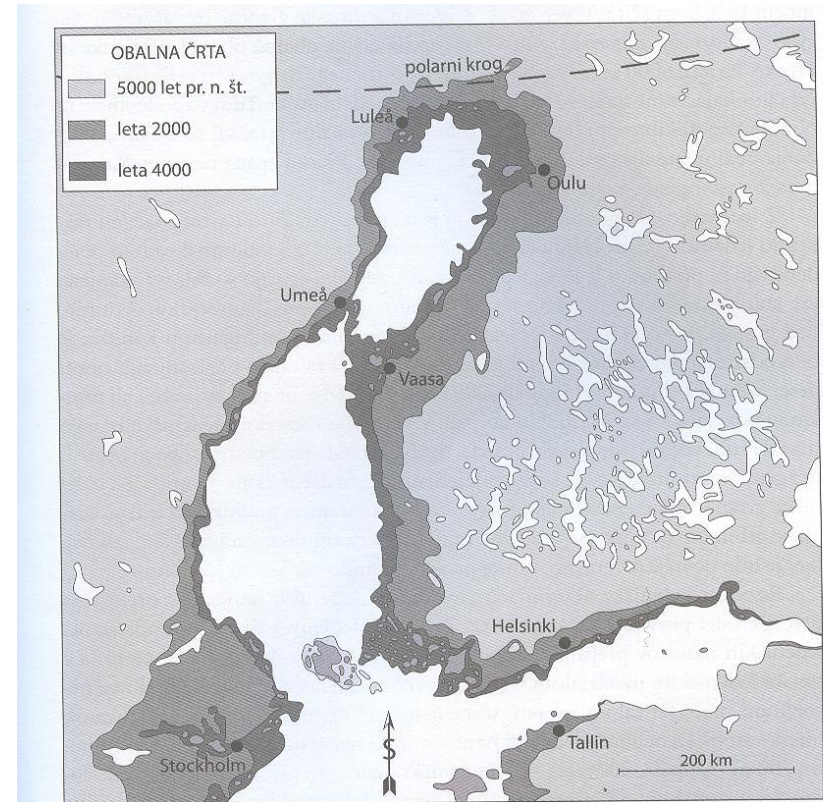 OBALNA ČRTA
5000 let pr. n. št.
leta 2000
leta 4000
polarni krog
Luleå
Oulu
Umeå
Vaasa
Helsinki
Stockholm
S
Tallin
200 km